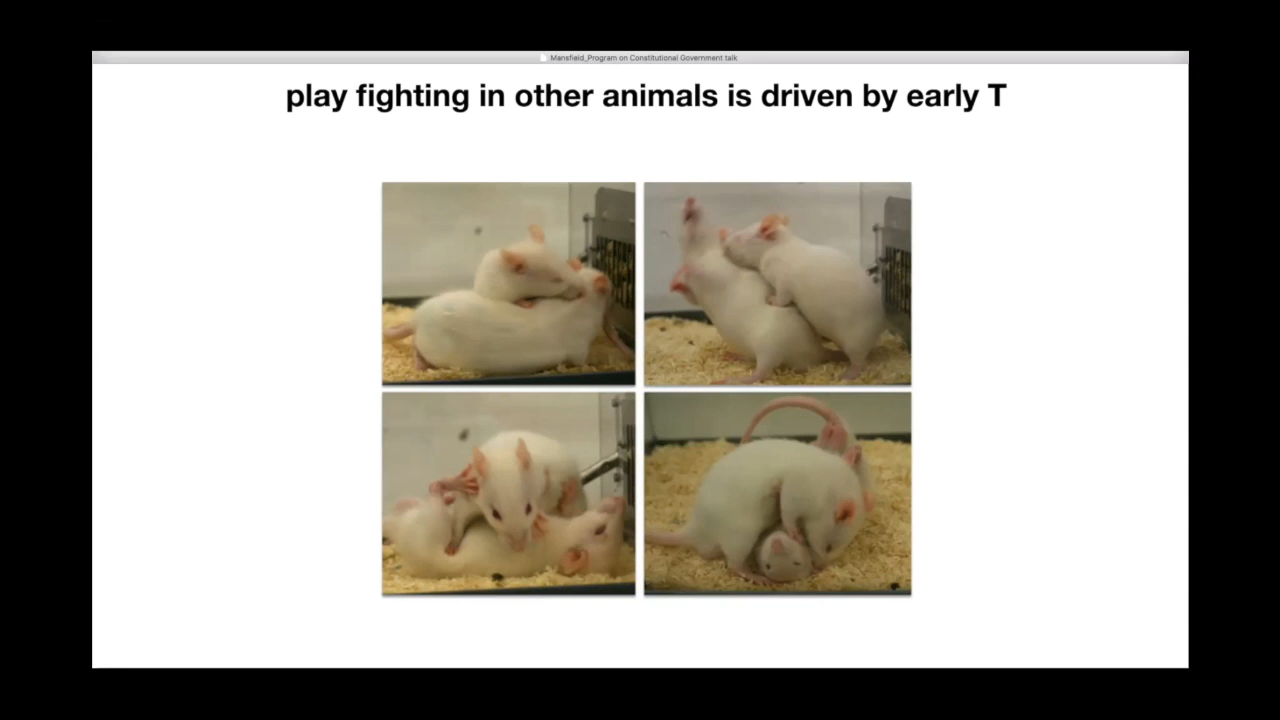 Mansfield_Program on Constitutional Government talk
play fighting in other animals is driven by early T